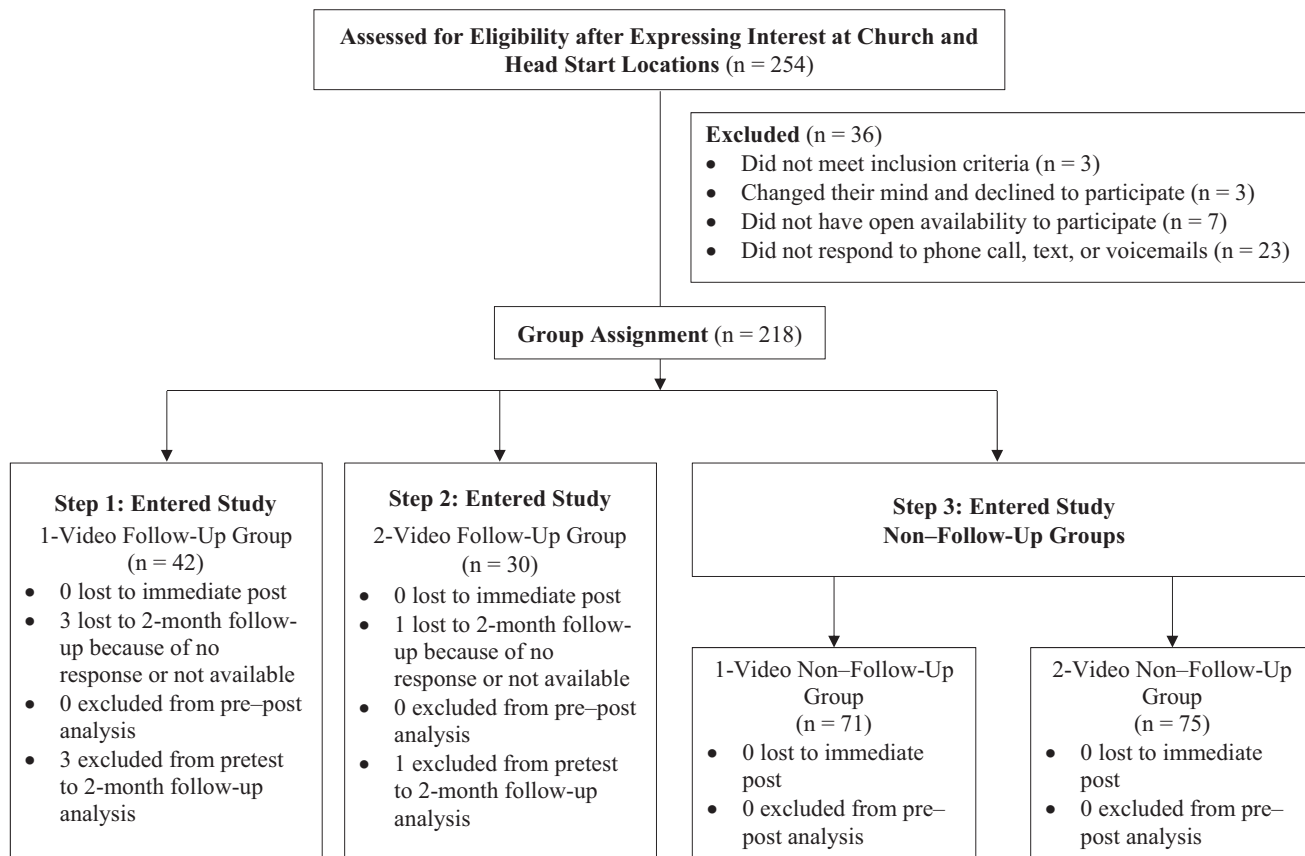 Assessed for Eligibility after Expressing Interest at Church and
Head Start Locations (n = 254)
Excluded (n = 36)
• Did not meet inclusion criteria (n = 3)
• Changed their mind and declined to participate (n = 3)
• Did not have open availability to participate (n = 7)
• Did not respond to phone call, text, or voicemails (n = 23)
Group Assignment (n = 218)
Step 1: Entered Study
1-Video Follow-Up Group
(n = 42)
• 0 lost to immediate post
• 3 lost to 2-month follow-
up because of no
response or not available
• 0 excluded from pre–post
analysis
• 3 excluded from pretest
to 2-month follow-up
analysis
Step 2: Entered Study
2-Video Follow-Up Group
(n = 30)
• 0 lost to immediate post
• 1 lost to 2-month follow-
up because of no
response or not available
• 0 excluded from pre–post
analysis
• 1 excluded from pretest
to 2-month follow-up
analysis
Step 3: Entered Study
Non–Follow-Up Groups
1-Video Non–Follow-Up
Group
(n = 71)
• 0 lost to immediate
post
• 0 excluded from pre–
post analysis
2-Video Non–Follow-Up
Group
(n = 75)
• 0 lost to immediate
post
• 0 excluded from pre–
post analysis